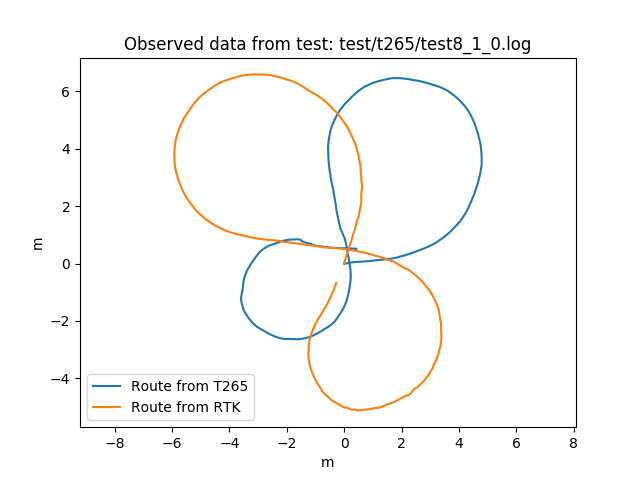 Observed data from test: test/t265/test8_1_0.log
6
4
2
0
−2
−4
m
Route from T265
Route from RTK
−8 −6 −4 −2 0 2 4 6 8
m